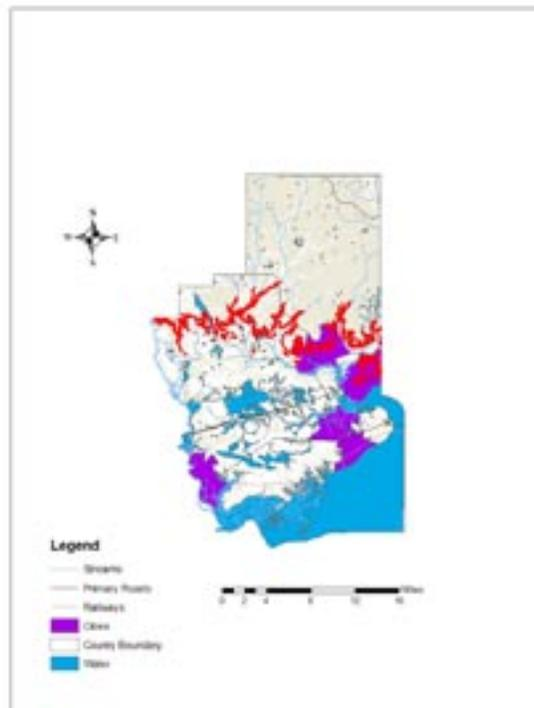 N
W E
S
Legend
Streams
Primary Roads
Railways
Cities
County Boundary
Water
Miles
0 2 4 8 12 16